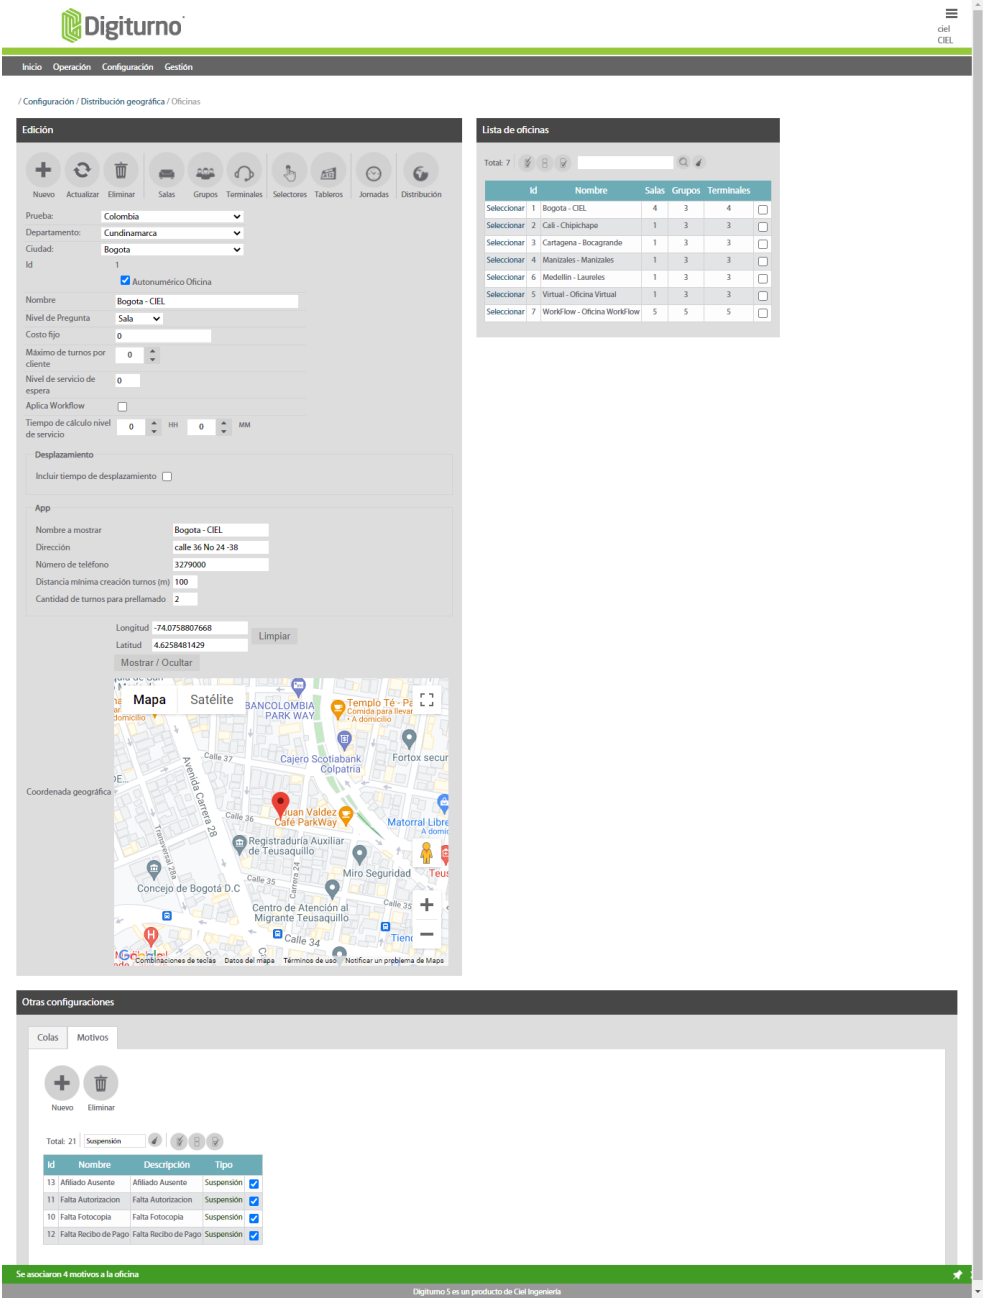 Digiturno
ciel
CIEL
Inicio Operación Configuración Gestión
/ Configuración / Distribución geográfica / Oficinas
Edición
Nuevo Actualizar Eliminar Salas Grupos Terminales Selectores Tableros Jornadas Distribución
Prueba: Colombia
Departamento: Cundinamarca
Ciudad: Bogota
Id 1
Autonumérico Oficina
Nombre Bogota - CIEL
Nivel de Pregunta Sala
Costo fijo 0
Máximo de turnos por cliente 0
Nivel de servicio de espera 0
Aplica Workflow
Tiempo de cálculo nivel de servicio 0 HH 0 MM
Desplazamiento
Incluir tiempo de desplazamiento
App
Nombre a mostrar Bogota - CIEL
Dirección calle 36 No 24 -38
Número de teléfono 3279000
Distancia mínima creación turnos (m) 100
Cantidad de turnos para prellamado 2
Longitud -74.0758807668
Latitud 4.6258481429
Limpiar
Mostrar / Ocultar
Coordenada geográfica
Mapa Satélite
BANCOLOMBIA
PARK WAY
Templo Té - Pa
Comida para llevar
• A domicilio
domicilio
Calle 37
Cajero Scotiabank
Colpatria
Fortox secur
Avenida Carrera 28
Calle 36
Juan Valdez
Café ParkWay
Matorral Libre
A domic
Registraduría Auxiliar
de Teusaquillo
Transversal 28a
Carrera 24
Miro Seguridad
Teus
Concejo de Bogotá D.C
Calle 35
Centro de Atención al
Migrante Teusaquillo
Calle 35
Calle 34
Tienc
Google
Combinaciones de teclas Datos del mapa Términos de uso Notificar un problema de Maps
Lista de oficinas
Total: 7
Id Nombre Salas Grupos Terminales
Seleccionar 1 Bogota - CIEL 4 3 4
Seleccionar 2 Cali - Chipichape 1 3 3
Seleccionar 3 Cartagena - Bocagrande 1 3 3
Seleccionar 4 Manizales - Manizales 1 3 3
Seleccionar 6 Medellin - Laureles 1 3 3
Seleccionar 5 Virtual - Oficina Virtual 1 3 3
Seleccionar 7 WorkFlow - Oficina WorkFlow 5 5 5
Otras configuraciones
Colas Motivos
Nuevo Eliminar
Total: 21 Suspensión
Id Nombre Descripción Tipo
13 Afiliado Ausente Afiliado Ausente Suspensión
11 Falta Autorizacion Falta Autorizacion Suspensión
10 Falta Fotocopia Falta Fotocopia Suspensión
12 Falta Recibo de Pago Falta Recibo de Pago Suspensión
Se asociaron 4 motivos a la oficina
Digiturno 5 es un producto de Ciel Ingeniería